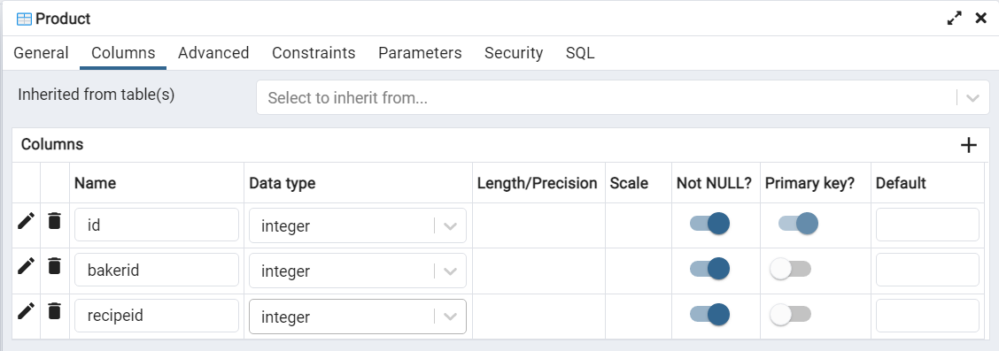 Product
General Columns Advanced Constraints Parameters Security SQL
Inherited from table(s) Select to inherit from...
Columns
Name Data type Length/Precision Scale Not NULL? Primary key? Default
id integer
bakerid integer
recipeid integer